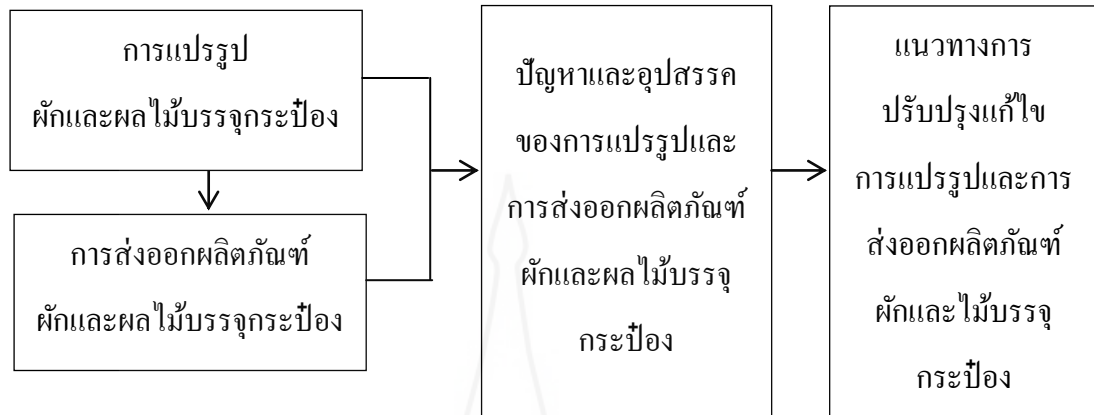 การแปรรูป
ผักและผลไม้บรรจุกระป๋อง
การส่งออกผลิตภัณฑ์
ผักและผลไม้บรรจุกระป๋อง
ปัญหาและอุปสรรค
ของการแปรรูปและ
การส่งออกผลิตภัณฑ์
ผักและผลไม้บรรจุ
กระป๋อง
แนวทางการ
ปรับปรุงแก้ไข
การแปรรูปและการ
ส่งออกผลิตภัณฑ์
ผักและไม้บรรจุ
กระป๋อง